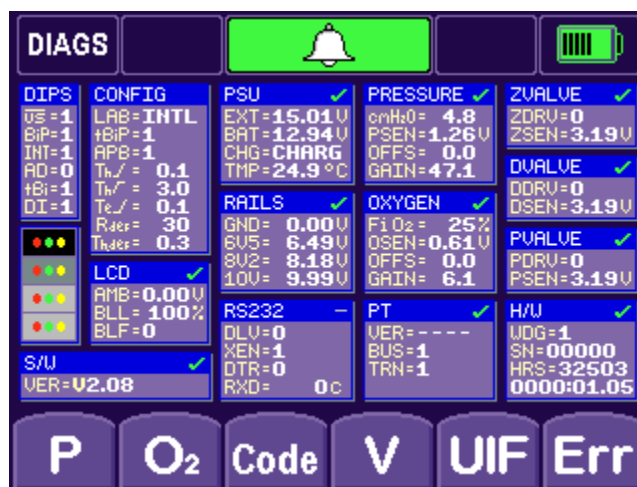 DIAGS
DIPS
U̅S̅=1
BiP=1
INT=1
AD=0
tBi=1
DI=1
CONFIG
LAB=INTL
tBiP=1
APB=1
= 0.1
= 3.0
= 0.1
= 30
= 0.3
LCD ✓
AMB=0.00V
BLL= 100%
BLF=0
S/W ✓
VER=V2.08
PSU ✓
EXT=15.01V
BAT=12.94V
CHG=CHARG
TMP=24.9°C
RAILS ✓
GND= 0.00V
6V5= 6.49V
8V2= 8.18V
10V= 9.99V
RS232 –
DLV=0
XEN=1
DTR=0
RXD= 0c
PRESSURE ✓
cmH₂O= 4.8
PSEN=1.26V
OFFS= 0.0
GAIN=47.1
OXYGEN ✓
FiO₂= 25%
OSEN=0.61V
OFFS= 0.0
GAIN= 6.1
PT ✓
VER=----
BUS=1
TRN=1
ZVALVE ✓
ZDRV=0
ZSEN=3.19V
DVALVE ✓
DDRV=0
DSEN=3.19V
PVALVE ✓
PDRV=0
PSEN=3.19V
H/W ✓
WDG=1
SN=00000
HRS=32503
0000:01.05
P
O₂
Code
V
UIF
Err